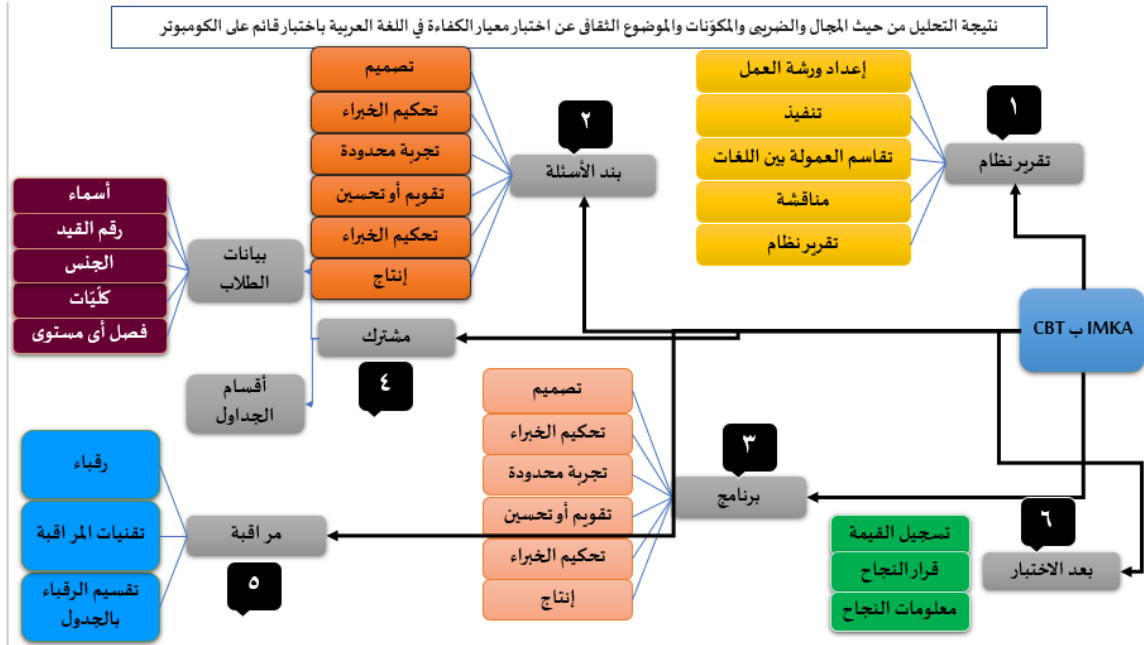 نتيجة التحليل من حيث المجال والضريبى والمكوّنات والموضوع الثقافى عن اختبار معيار الكفاءة في اللغة العربية باختبار قائم على الكومبوتر
IMKA ب CBT
١
تقرير نظام
إعداد ورشة العمل
تنفيذ
تقاسم العمولة بين اللغات
مناقشة
تقرير نظام
٢
بند الأسئلة
تصميم
تحكيم الخبراء
تجربة محدودة
تقويم أو تحسين
تحكيم الخبراء
إنتاج
٣
برنامج
تصميم
تحكيم الخبراء
تجربة محدودة
تقويم أو تحسين
تحكيم الخبراء
إنتاج
٤
مشترك
بيانات
الطلاب
أسماء
رقم القيد
الجنس
كلّيّات
فصل أى مستوى
أقسام
الجداول
٥
مراقبة
رقباء
تقنيات المراقبة
تقسيم الرقباء
بالجدول
٦
بعد الاختبار
تسجيل القيمة
قرار النجاح
معلومات النجاح